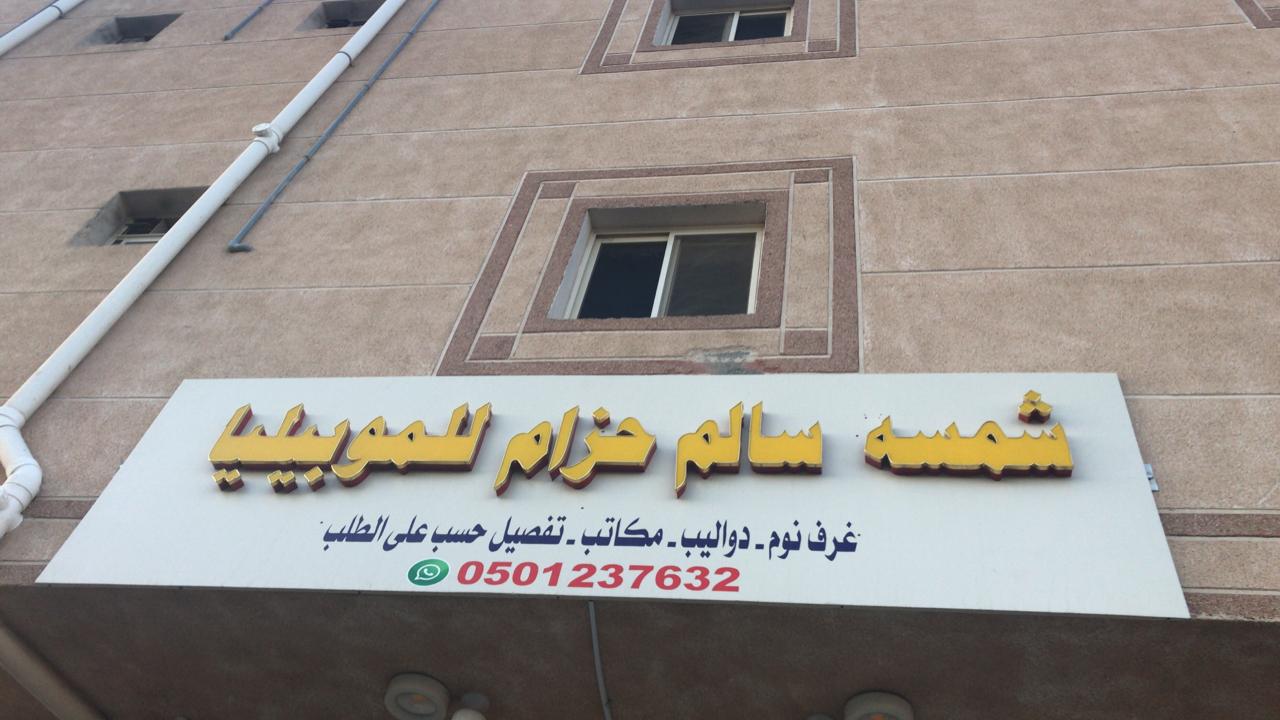 شمسه سالم حزام للموبيليا
غرف نوم - دواليب - مكاتب - تفصيل حسب على الطلب
0501237632